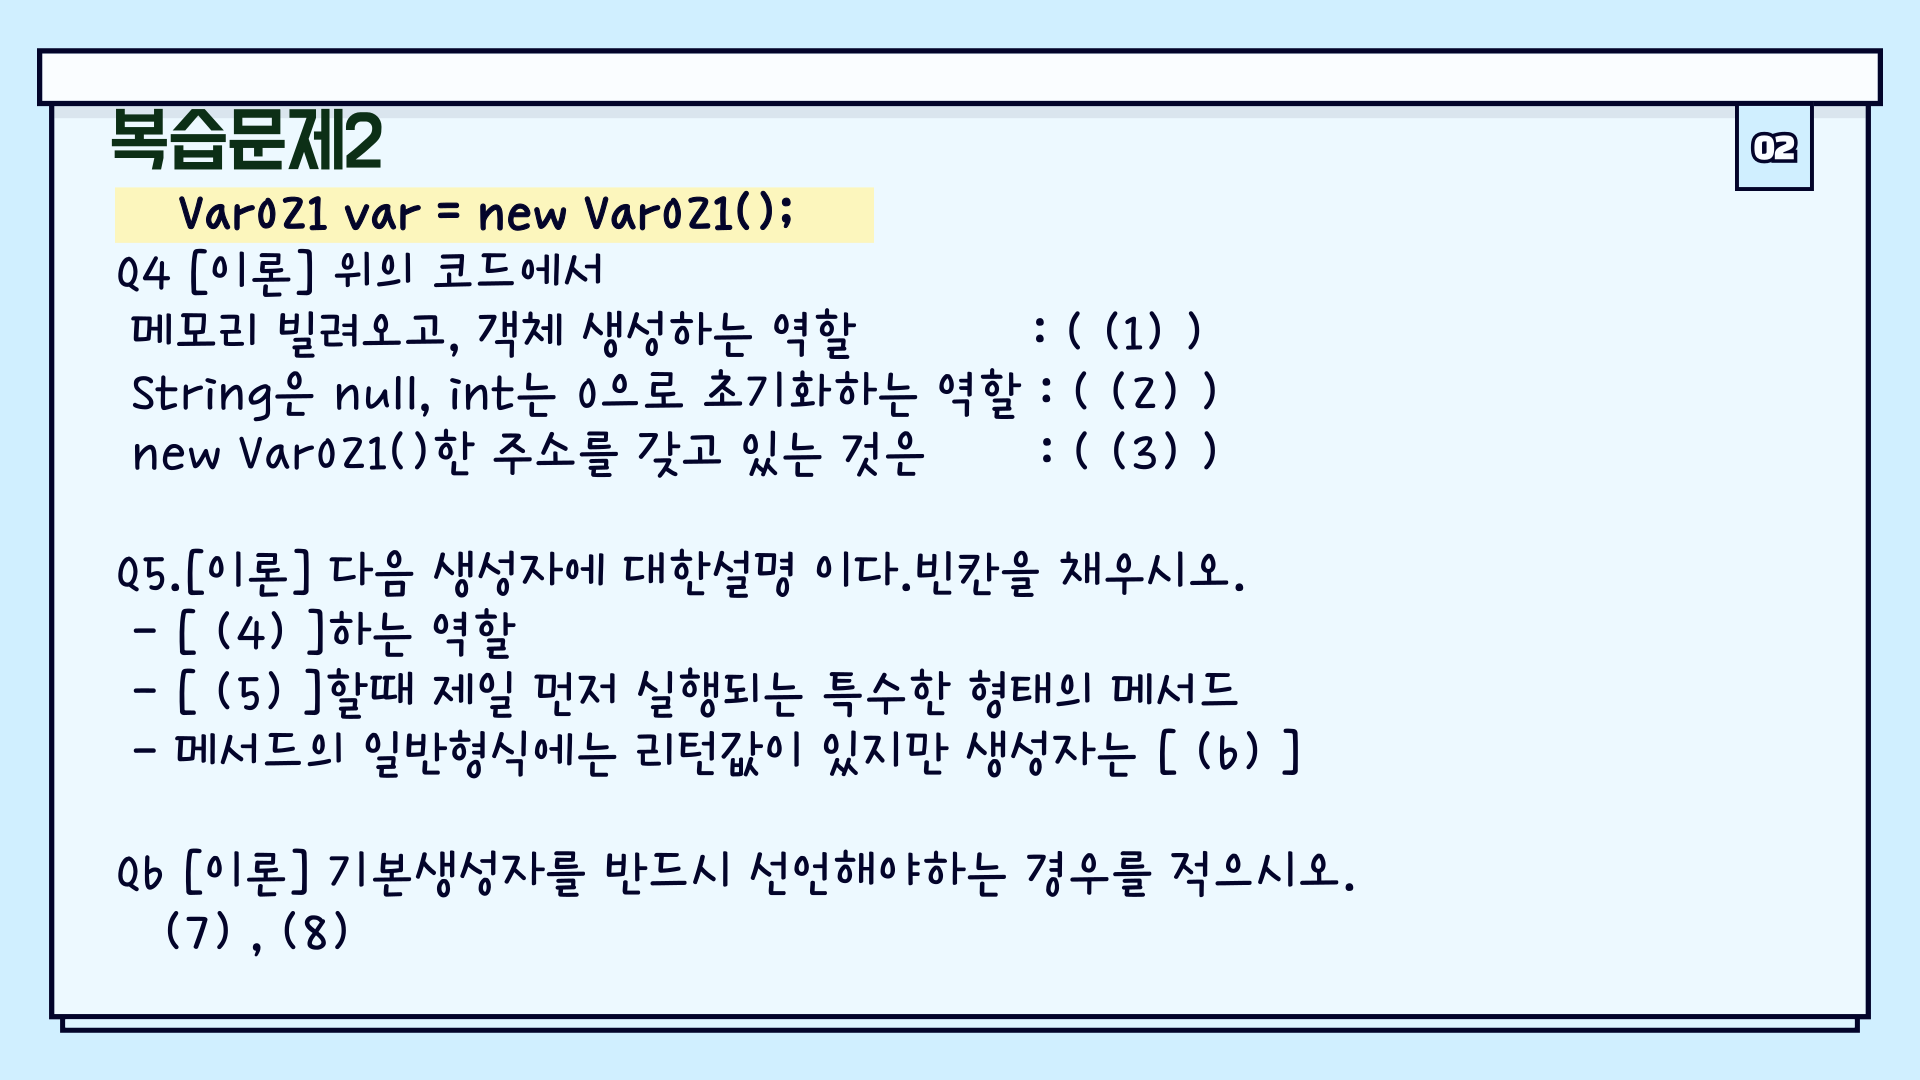 복습문제2
02
Var021 var = new Var021();
Q4 [이론] 위의 코드에서
메모리 빌려오고, 객체 생성하는 역할 : ( (1) )
String은 null, int는 0으로 초기화하는 역할 : ( (2) )
new Var021()한 주소를 갖고 있는 것은 : ( (3) )
Q5.[이론] 다음 생성자에 대한설명 이다.빈칸을 채우시오.
- [ (4) ]하는 역할
- [ (5) ]할때 제일 먼저 실행되는 특수한 형태의 메서드
- 메서드의 일반형식에는 리턴값이 있지만 생성자는 [ (6) ]
Q6 [이론] 기본생성자를 반드시 선언해야하는 경우를 적으시오.
(7) , (8)